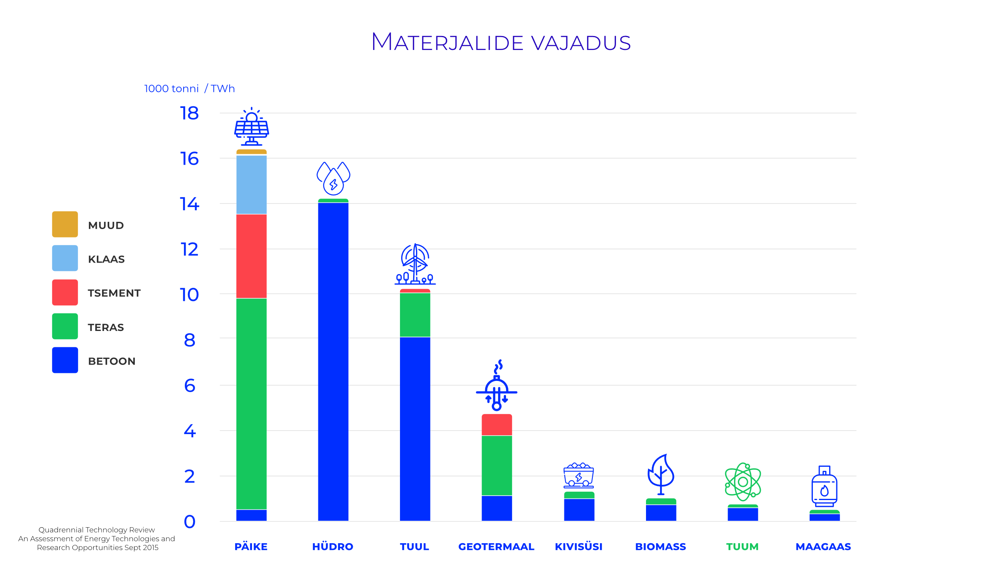 MATERJALIDE VAJADUS
1000 tonni / TWh
18
16
14
12
10
8
6
4
2
0
MUUD
KLAAS
TSEMENT
TERAS
BETOON
PÄIKE
HÜDRO
TUUL
GEOTERMAAL
KIVISÜSI
BIOMASS
TUUM
MAAGAAS
Quadrennial Technology Review
An Assessment of Energy Technologies and
Research Opportunities Sept 2015